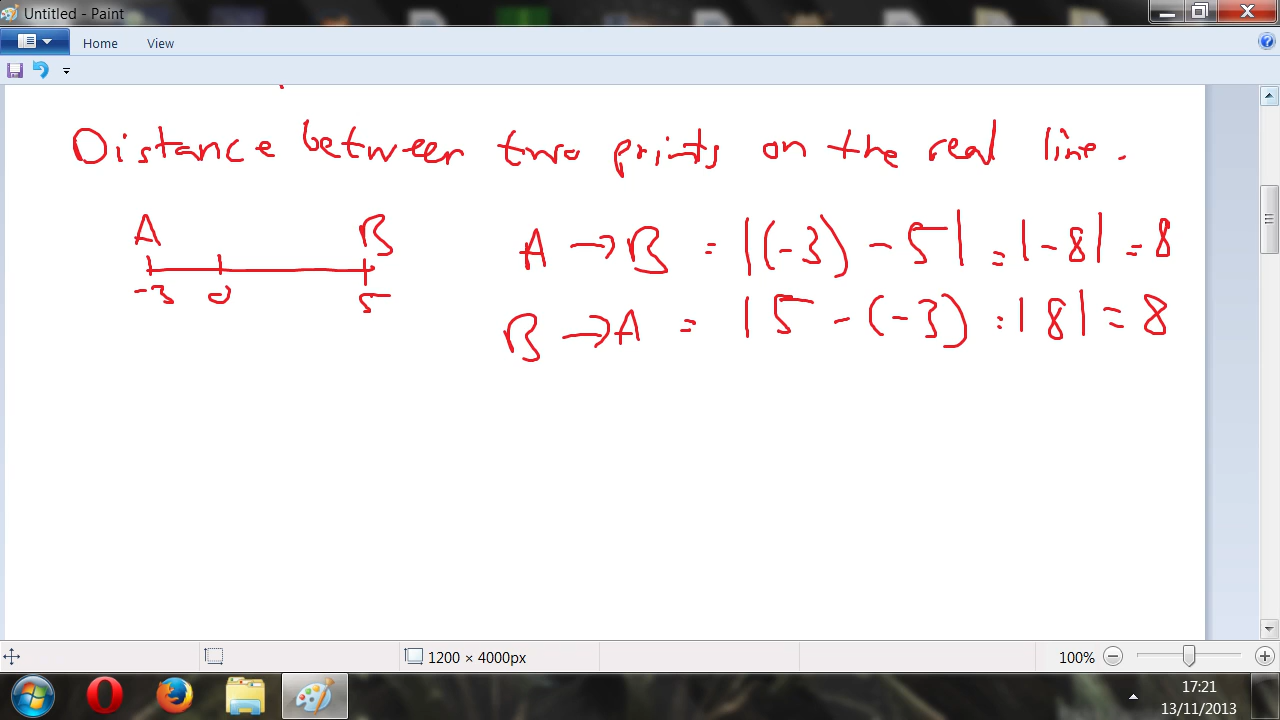 Untitled - Paint
Home View
Distance between two points on the real line.
A B
-3 0 5
A → B = |(-3) - 5| = |-8| = 8
B → A = |5 - (-3) = |8| = 8
1200 × 4000px
100%
17:21
13/11/2013